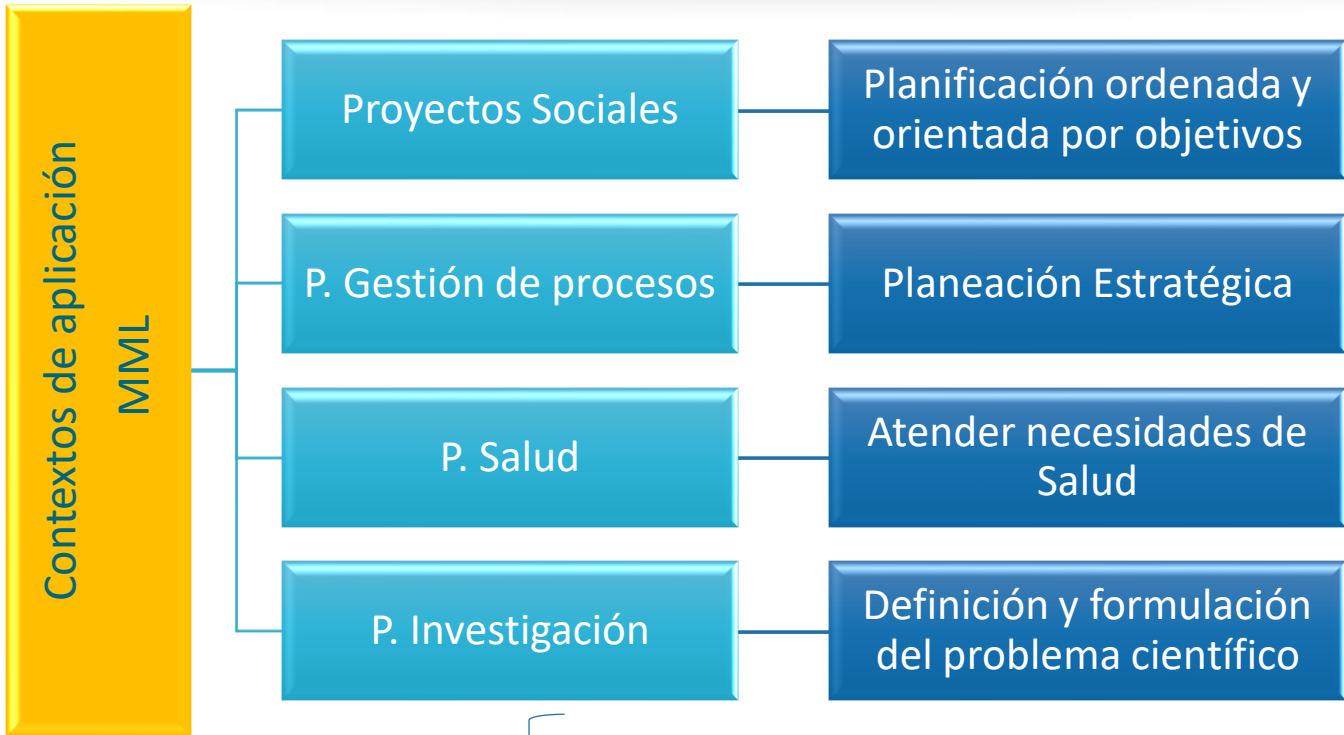 Contextos de aplicación
MML
Proyectos Sociales
Planificación ordenada y
orientada por objetivos
P. Gestión de procesos
Planeación Estratégica
P. Salud
Atender necesidades de
Salud
P. Investigación
Definición y formulación
del problema científico